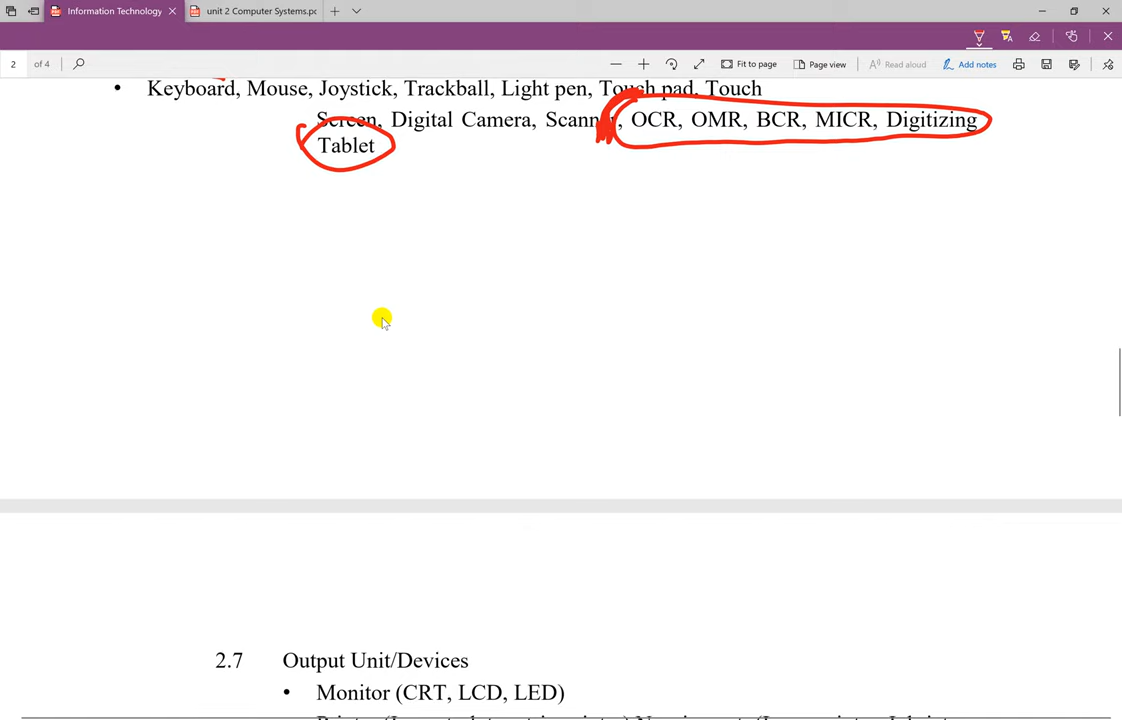 Information Technology
unit 2 Computer Systems.pc
2 of 4
Fit to page
Page view
Read aloud
Add notes
• Keyboard, Mouse, Joystick, Trackball, Light pen, Touch pad, Touch
Screen, Digital Camera, Scanner, OCR, OMR, BCR, MICR, Digitizing
Tablet
2.7 Output Unit/Devices
• Monitor (CRT, LCD, LED)